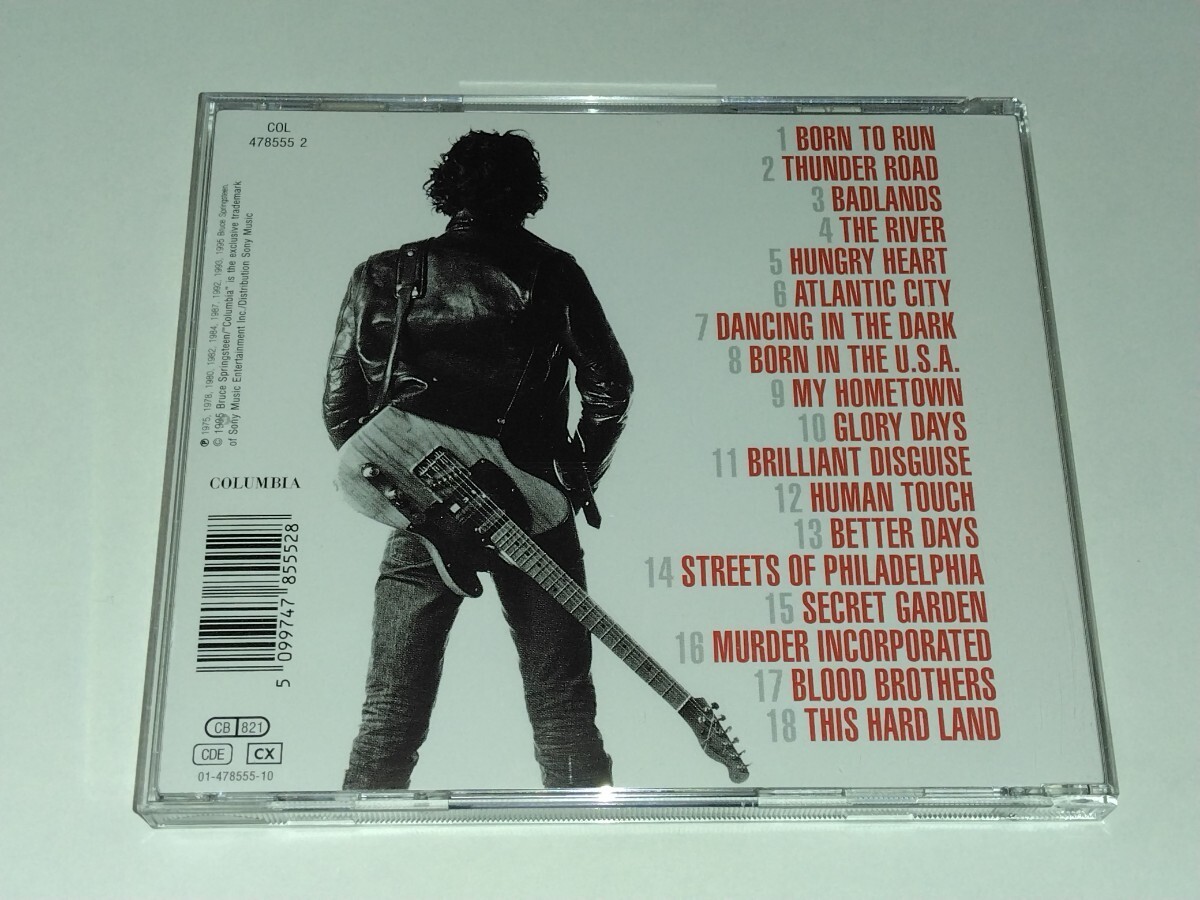 COL
478555 2
℗ 1975, 1978, 1980, 1982, 1984, 1987, 1992, 1993, 1995 Bruce Springsteen.
© 1995 Bruce Springsteen/"Columbia" is the exclusive trademark
of Sony Music Entertainment Inc./Distribution Sony Music
COLUMBIA
5 099747 855528
CB 821
CDE CX
01-478555-10
1 BORN TO RUN
2 THUNDER ROAD
3 BADLANDS
4 THE RIVER
5 HUNGRY HEART
6 ATLANTIC CITY
7 DANCING IN THE DARK
8 BORN IN THE U.S.A.
9 MY HOMETOWN
10 GLORY DAYS
11 BRILLIANT DISGUISE
12 HUMAN TOUCH
13 BETTER DAYS
14 STREETS OF PHILADELPHIA
15 SECRET GARDEN
16 MURDER INCORPORATED
17 BLOOD BROTHERS
18 THIS HARD LAND